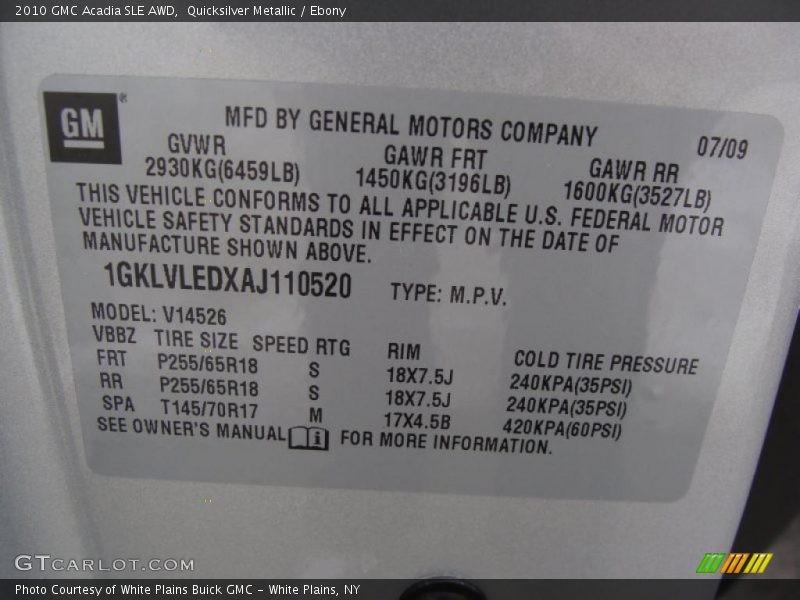 2010 GMC Acadia SLE AWD,  Quicksilver Metallic / Ebony
GM®
MFD BY GENERAL MOTORS COMPANY
07/09
GVWR GAWR FRT GAWR RR
2930KG(6459LB) 1450KG(3196LB) 1600KG(3527LB)
THIS VEHICLE CONFORMS TO ALL APPLICABLE U.S. FEDERAL MOTOR
VEHICLE SAFETY STANDARDS IN EFFECT ON THE DATE OF
MANUFACTURE SHOWN ABOVE.
1GKLVLEDXAJ110520 TYPE: M.P.V.
MODEL: V14526
VBBZ TIRE SIZE SPEED RTG RIM COLD TIRE PRESSURE
FRT P255/65R18 S 18X7.5J 240KPA(35PSI)
RR P255/65R18 S 18X7.5J 240KPA(35PSI)
SPA T145/70R17 M 17X4.5B 420KPA(60PSI)
SEE OWNER'S MANUAL i FOR MORE INFORMATION.
GTCARLOT.COM
Photo Courtesy of White Plains Buick GMC - White Plains, NY